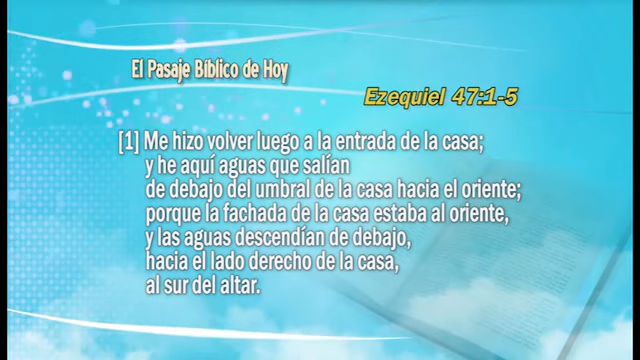 El Pasaje Bíblico de Hoy
Ezequiel 47:1-5
[1] Me hizo volver luego a la entrada de la casa;
y he aquí aguas que salían
de debajo del umbral de la casa hacia el oriente;
porque la fachada de la casa estaba al oriente,
y las aguas descendían de debajo,
hacia el lado derecho de la casa,
al sur del altar.